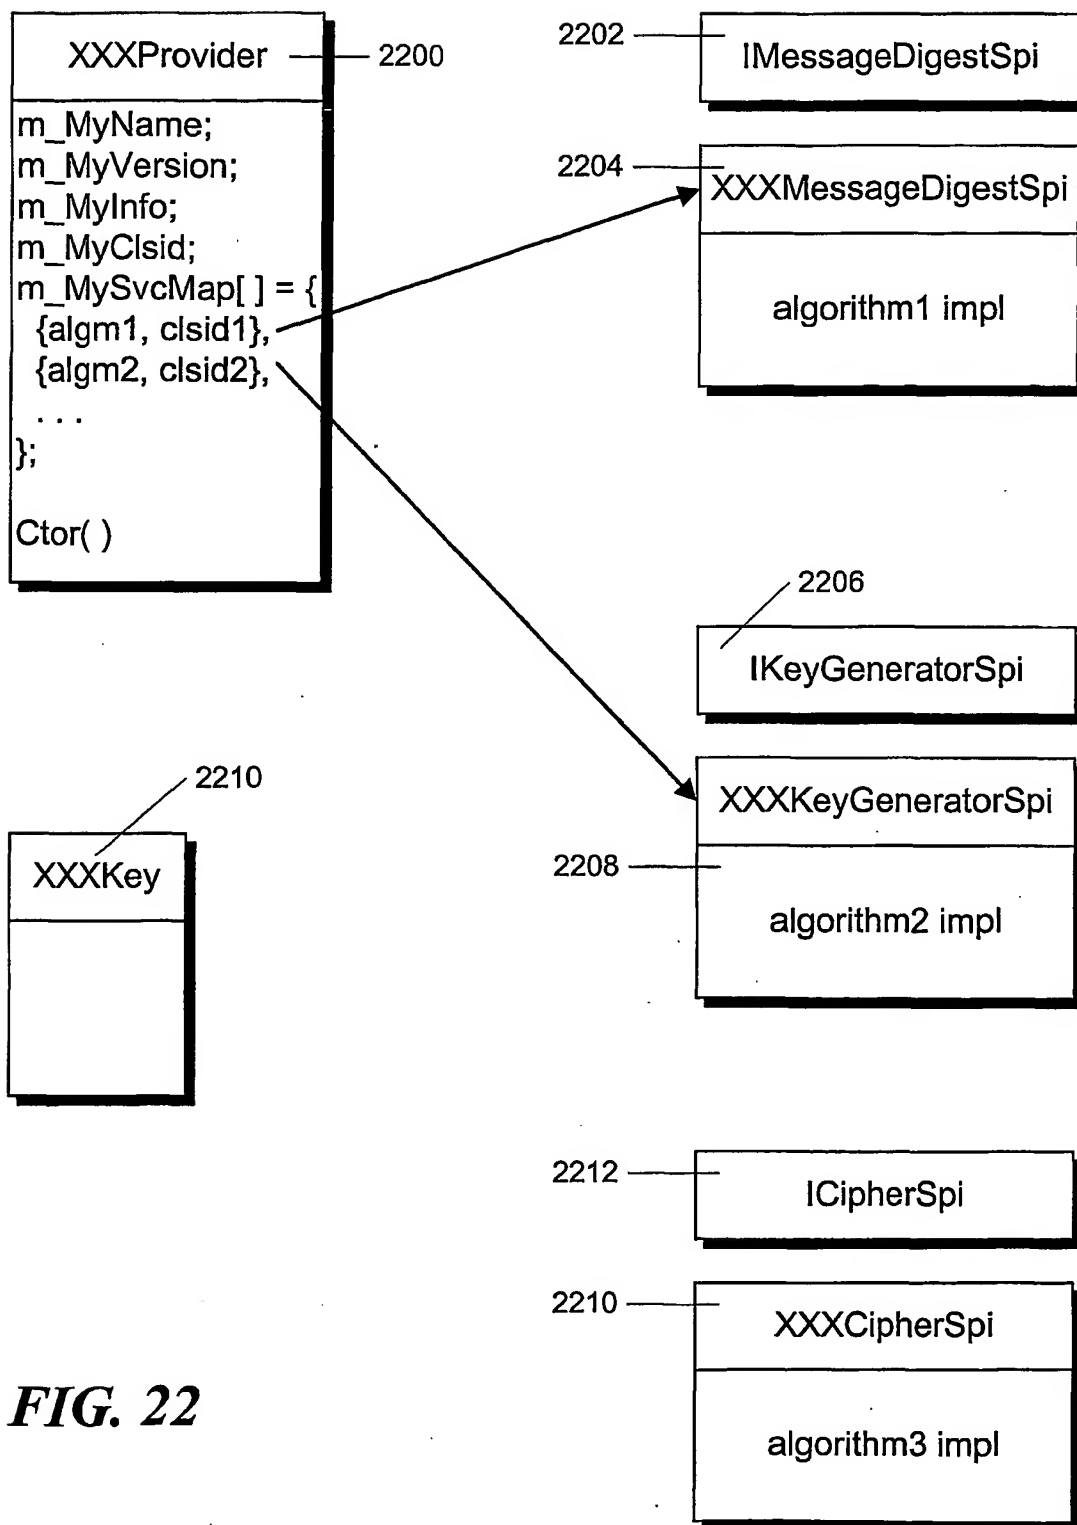 XXXProvider
2200
m_MyName;
m_MyVersion;
m_MyInfo;
m_MyClsid;
m_MySvcMap[ ] = {
{algm1, clsid1},
{algm2, clsid2},
. . .
};
Ctor( )
2202
IMessageDigestSpi
2204
XXXMessageDigestSpi
algorithm1 impl
2206
IKeyGeneratorSpi
XXXKeyGeneratorSpi
2208
algorithm2 impl
2210
XXXKey
2212
ICipherSpi
2210
XXXCipherSpi
algorithm3 impl
FIG. 22